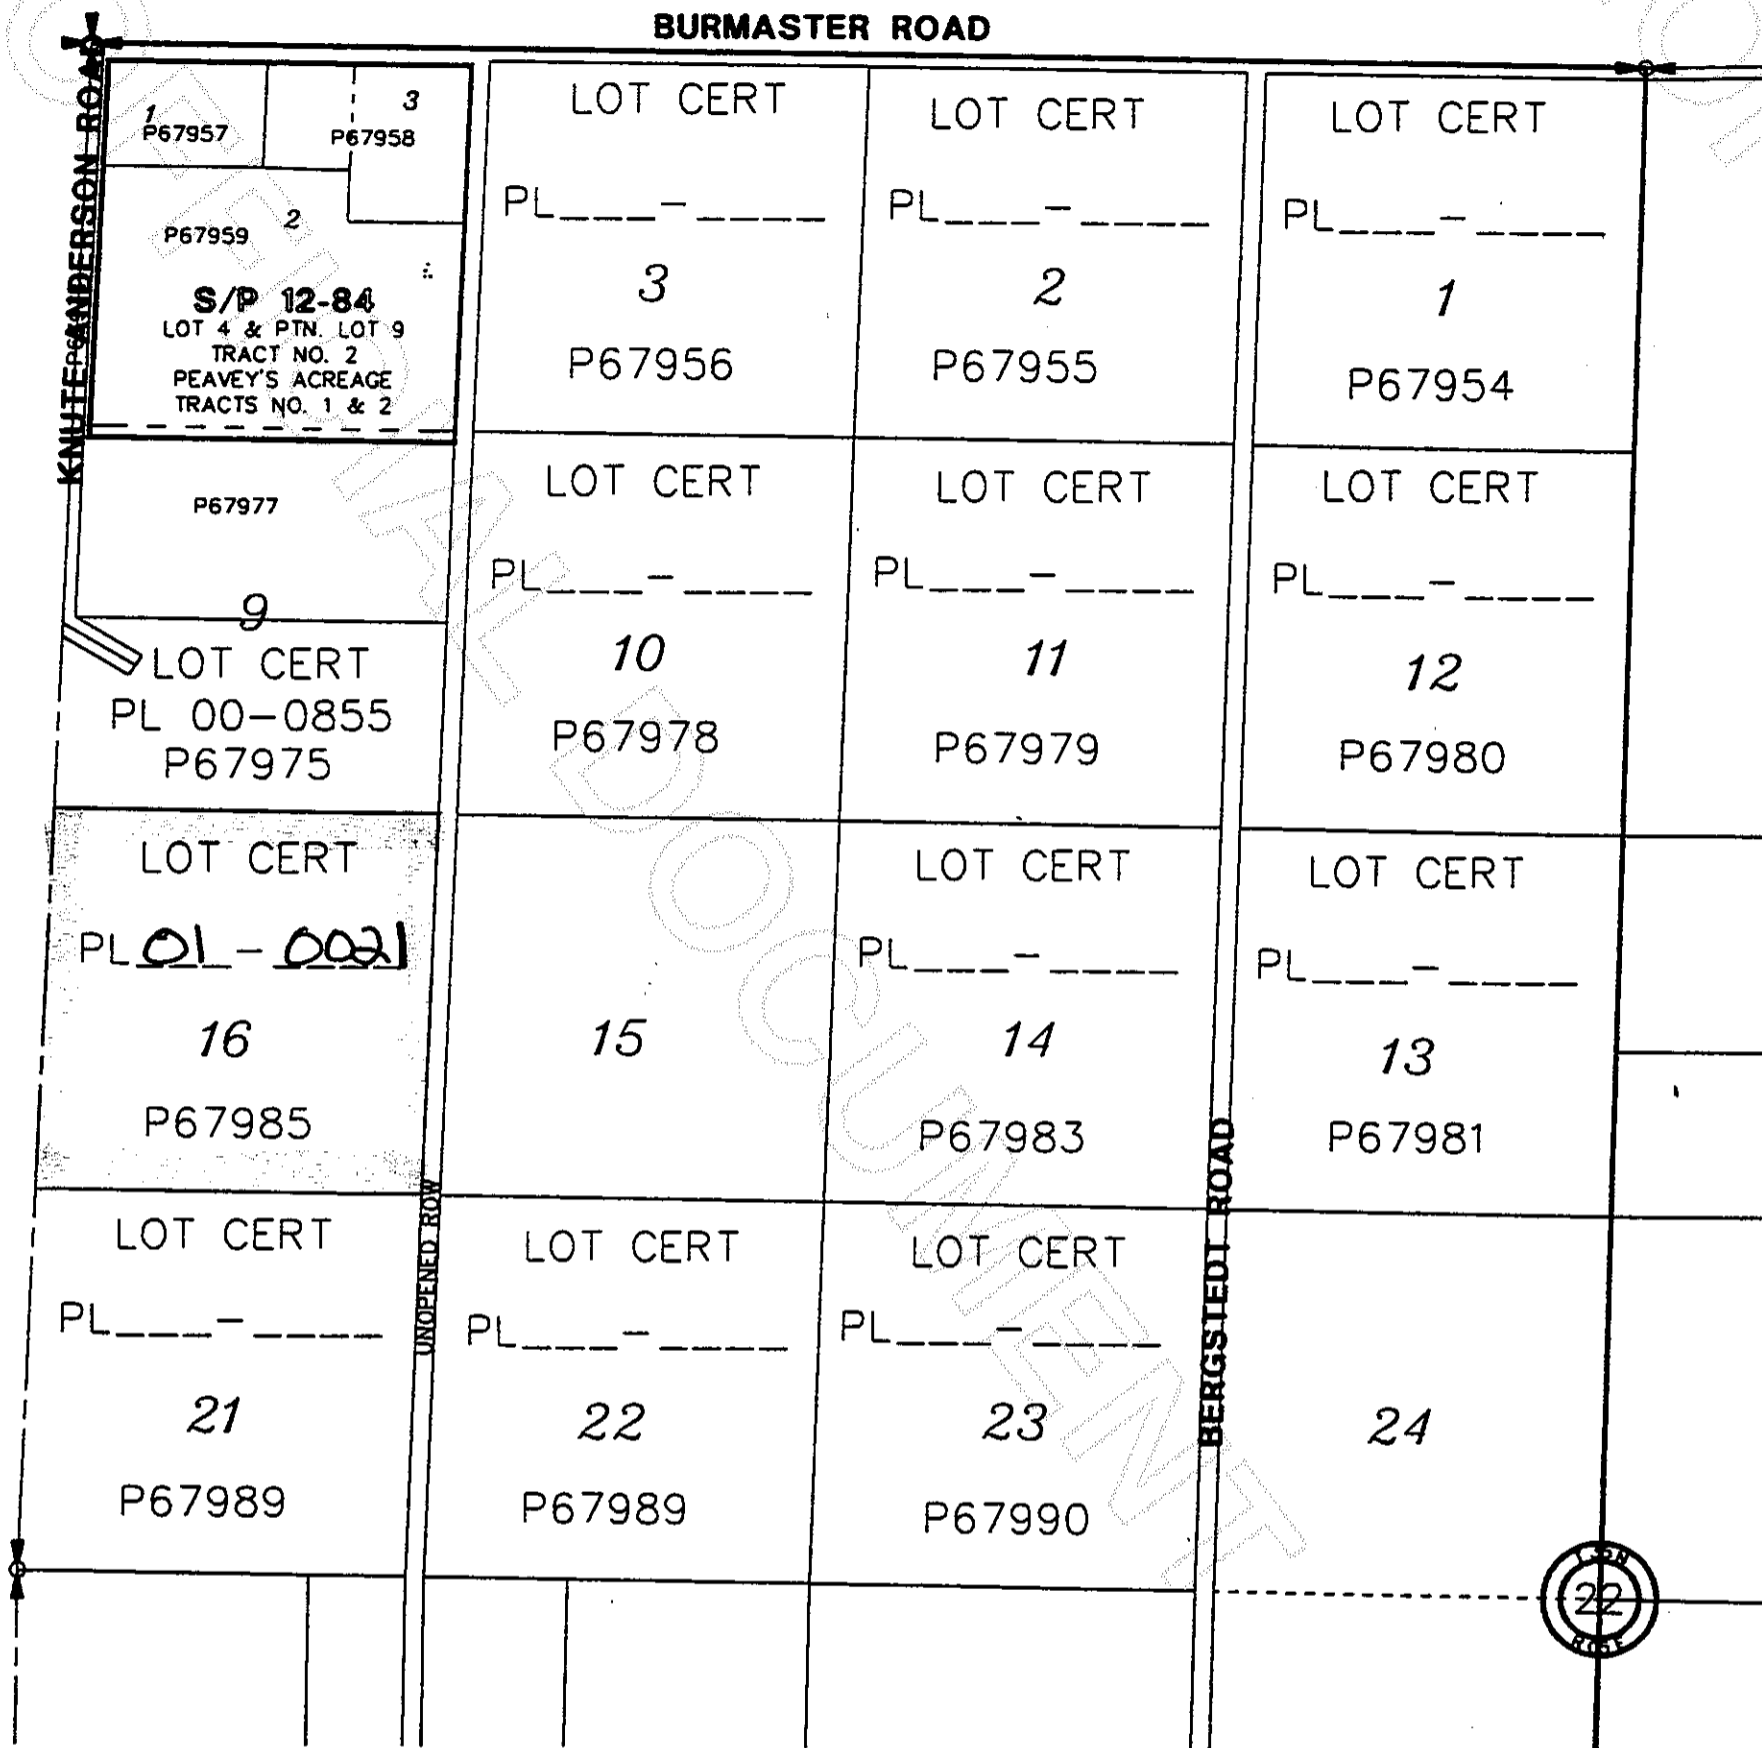 BURMASTER ROAD
KNUTE ANDERSON ROAD
1
P67957
3
P67958
2
P67959
S/P 12-84
LOT 4 & PTN. LOT 9
TRACT NO. 2
PEAVEY'S ACREAGE
TRACTS NO. 1 & 2
LOT CERT
PL___-____
3
P67956
LOT CERT
PL___-____
2
P67955
LOT CERT
PL___-____
1
P67954
P67977
9
LOT CERT
PL 00-0855
P67975
LOT CERT
PL___-____
10
P67978
LOT CERT
PL___-____
11
P67979
LOT CERT
PL___-____
12
P67980
LOT CERT
PL 01-0021
16
P67985
15
LOT CERT
PL___-____
14
P67983
LOT CERT
PL___-____
13
P67981
UNOPENED ROW
BERGSTEDT ROAD
LOT CERT
PL___-____
21
P67989
LOT CERT
PL___-____
22
P67989
LOT CERT
PL___-____
23
P67990
24
22
UNOFFICIAL DOCUMENT